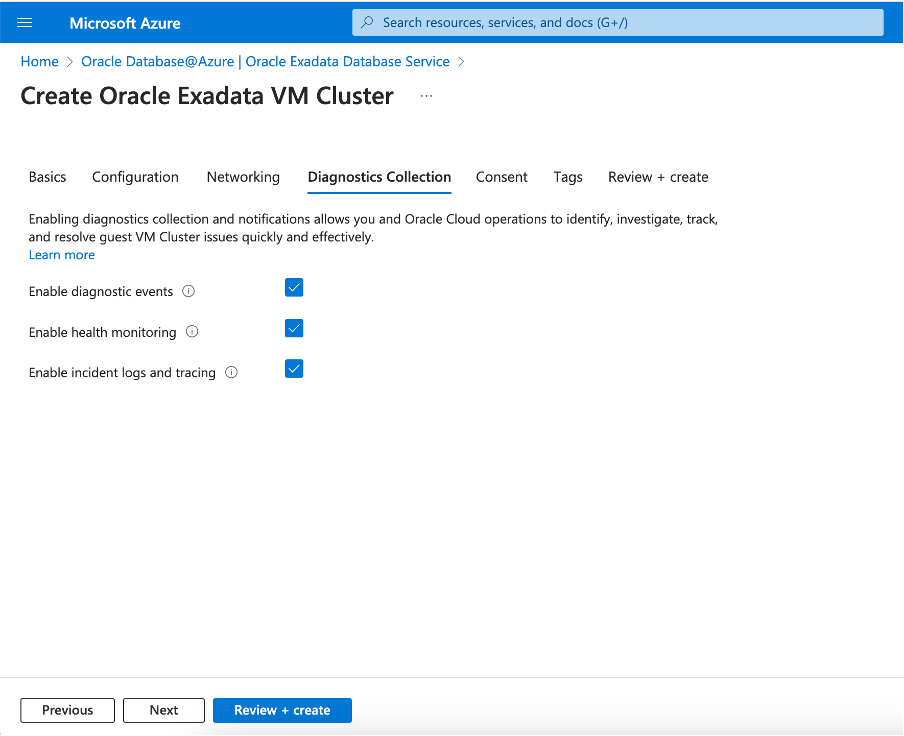 Microsoft Azure
Search resources, services, and docs (G+/)
Home > Oracle Database@Azure | Oracle Exadata Database Service >
Create Oracle Exadata VM Cluster ...
Basics Configuration Networking Diagnostics Collection Consent Tags Review + create
Enabling diagnostics collection and notifications allows you and Oracle Cloud operations to identify, investigate, track,
and resolve guest VM Cluster issues quickly and effectively.
Learn more
Enable diagnostic events
Enable health monitoring
Enable incident logs and tracing
Previous Next Review + create